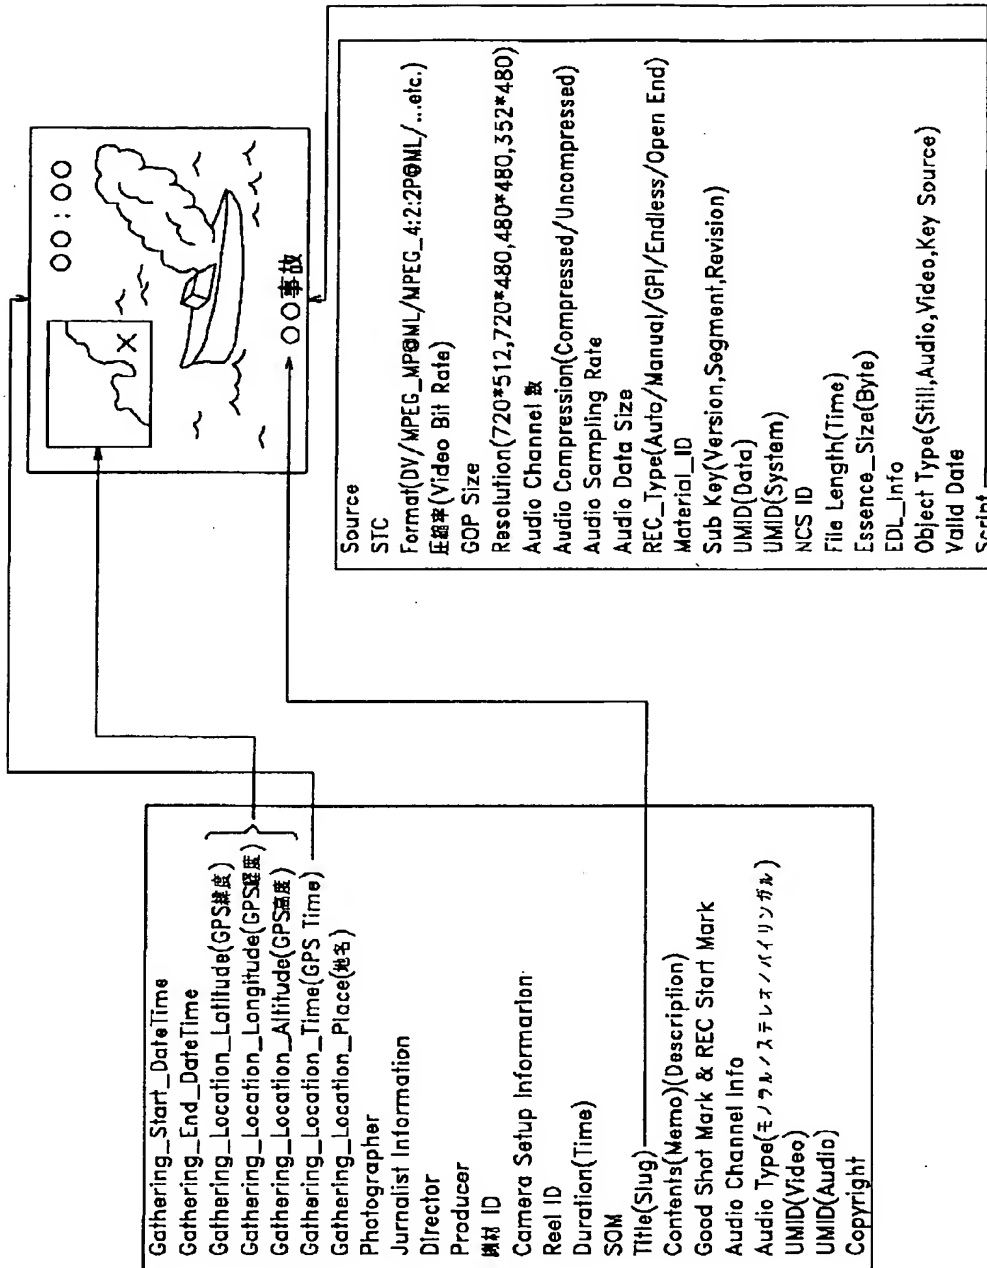 00:00
〇〇事故
Gathering_Start_DateTime
Gathering_End_DateTime
Gathering_Location_Latitude(GPS緯度)
Gathering_Location_Longitude(GPS経度)
Gathering_Location_Altitude(GPS高度)
Gathering_Location_Time(GPS Time)
Gathering_Location_Place(地名)
Photographer
Jurnalist Information
Director
Producer
ID
Camera Setup Informarion
Reel ID
Duration(Time)
SOM
Title(Slug)
Contents(Memo)(Description)
Good Shot Mark & REC Start Mark
Audio Channel Info
Audio Type(モノラル/ステレオ/バイリンガル)
UMID(Video)
UMID(Audio)
Copyright
Source
STC
Format(DV/MPEG_MP@ML/MPEG_4:2:2P@ML/...etc.)
圧縮率(Video Bit Rate)
GOP Size
Resolution(720*512,720*480,480*480,352*480)
Audio Channel 数
Audio Compression(Compressed/Uncompressed)
Audio Sampling Rate
Audio Data Size
REC_Type(Auto/Manual/GPI/Endless/Open End)
Material_ID
Sub Key(Version,Segment,Revision)
UMID(Data)
UMID(System)
NCS ID
File Length(Time)
Essence_Size(Byte)
EDL_Info
Object Type(Still,Audio,Video,Key Source)
Valid Date
Script